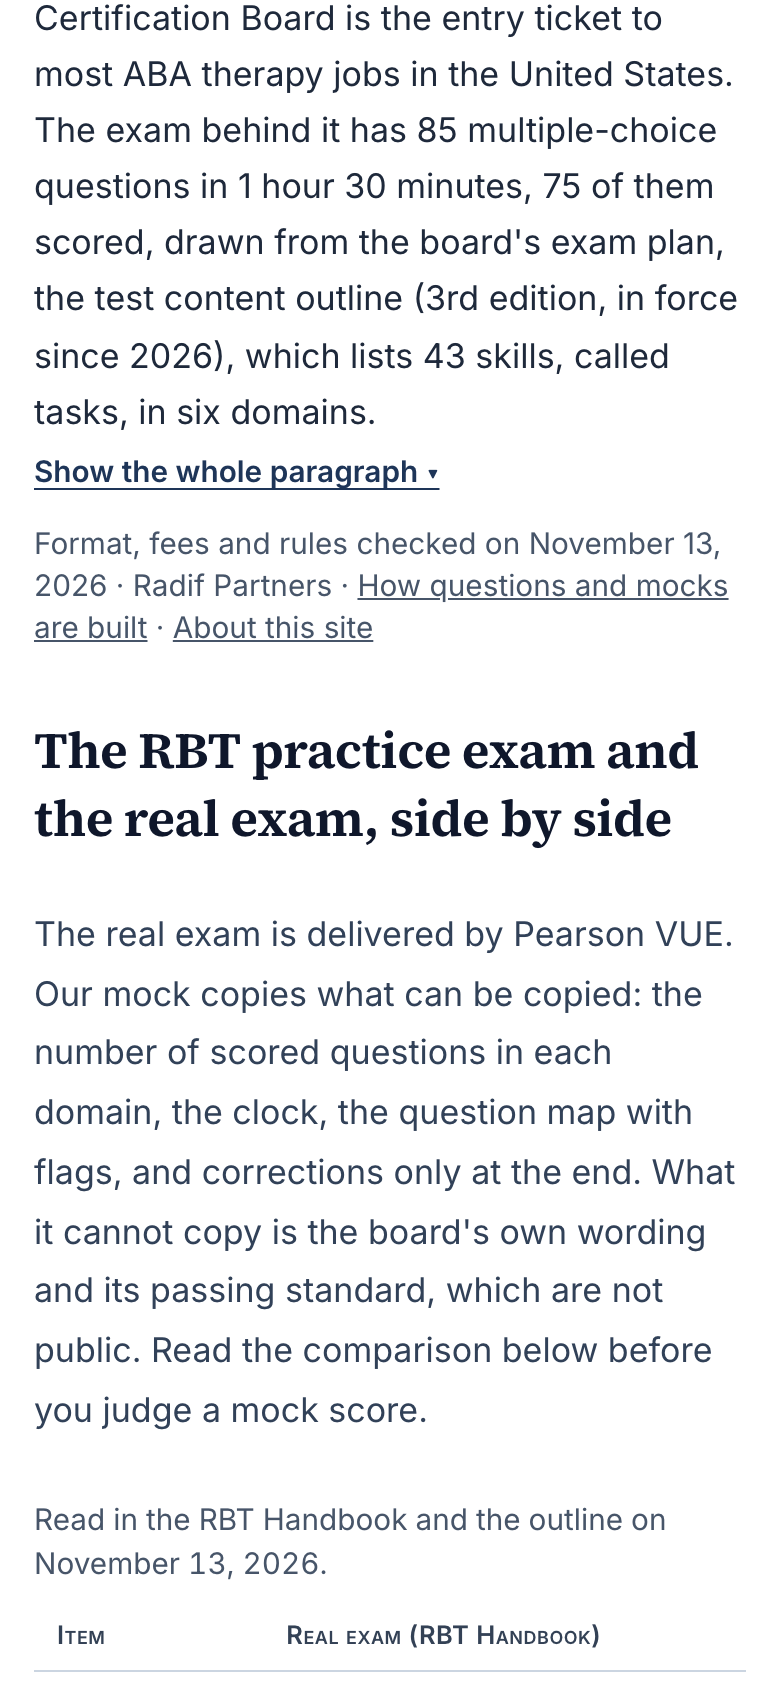 Certification Board is the entry ticket to
most ABA therapy jobs in the United States.
The exam behind it has 85 multiple-choice
questions in 1 hour 30 minutes, 75 of them
scored, drawn from the board's exam plan,
the test content outline (3rd edition, in force
since 2026), which lists 43 skills, called
tasks, in six domains.
Show the whole paragraph ▾
Format, fees and rules checked on November 13,
2026 · Radif Partners · How questions and mocks
are built · About this site
The RBT practice exam and
the real exam, side by side
The real exam is delivered by Pearson VUE.
Our mock copies what can be copied: the
number of scored questions in each
domain, the clock, the question map with
flags, and corrections only at the end. What
it cannot copy is the board's own wording
and its passing standard, which are not
public. Read the comparison below before
you judge a mock score.
Read in the RBT Handbook and the outline on
November 13, 2026.
Item Real exam (RBT Handbook)